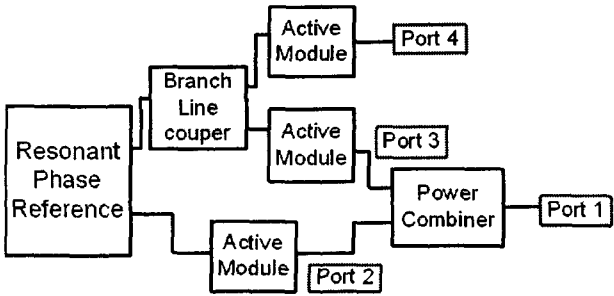 Active
Module
Port 4
Branch
Line
couper
Active
Module
Port 3
Resonant
Phase
Reference
Power
Combiner
Port 1
Active
Module
Port 2